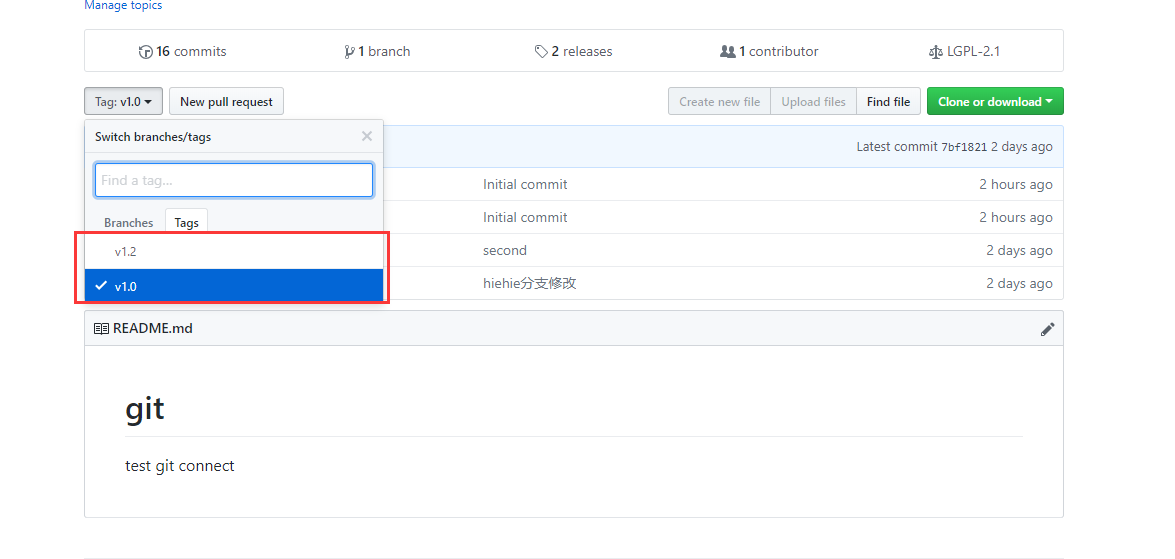 Manage topics
16 commits 1 branch 2 releases 1 contributor LGPL-2.1
Tag: v1.0 New pull request Create new file Upload files Find file Clone or download
Switch branches/tags
Latest commit 7bf1821 2 days ago
Find a tag...
Initial commit 2 hours ago
Branches Tags
Initial commit 2 hours ago
v1.2
second 2 days ago
v1.0
hiehie分支修改 2 days ago
README.md
git
test git connect